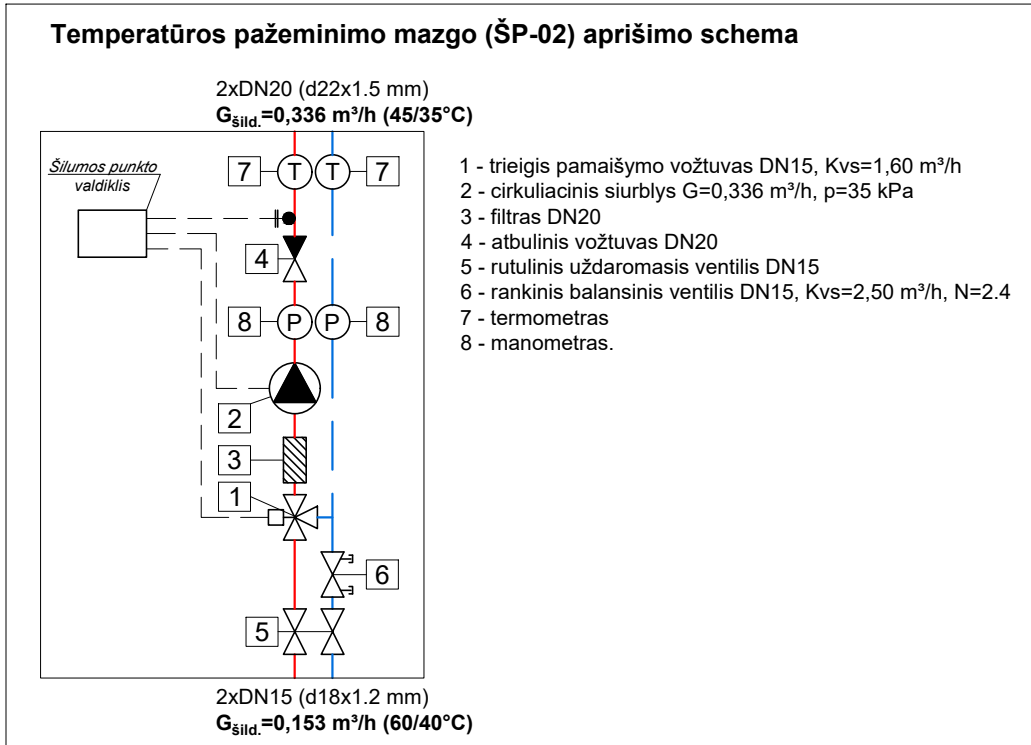 Temperatūros pažeminimo mazgo (ŠP-02) aprišimo schema
2xDN20 (d22x1.5 mm)
Gšild.=0,336 m³/h (45/35°C)
Šilumos punkto
valdiklis
7
T
T
7
4
8
P
P
8
2
3
1
6
5
1 - trieigis pamaišymo vožtuvas DN15, Kvs=1,60 m³/h
2 - cirkuliacinis siurblys G=0,336 m³/h, p=35 kPa
3 - filtras DN20
4 - atbulinis vožtuvas DN20
5 - rutulinis uždaromasis ventilis DN15
6 - rankinis balansinis ventilis DN15, Kvs=2,50 m³/h, N=2.4
7 - termometras
8 - manometras.
2xDN15 (d18x1.2 mm)
Gšild.=0,153 m³/h (60/40°C)